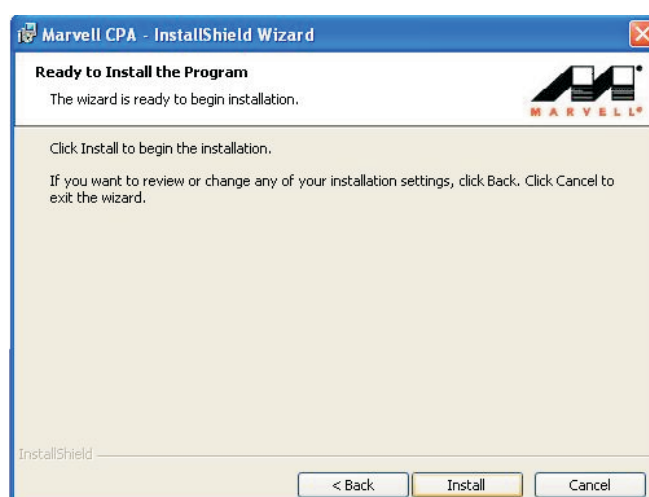 Marvell CPA - InstallShield Wizard
Ready to Install the Program
The wizard is ready to begin installation.
MARVELL®
Click Install to begin the installation.
If you want to review or change any of your installation settings, click Back. Click Cancel to
exit the wizard.
InstallShield
< Back Install Cancel